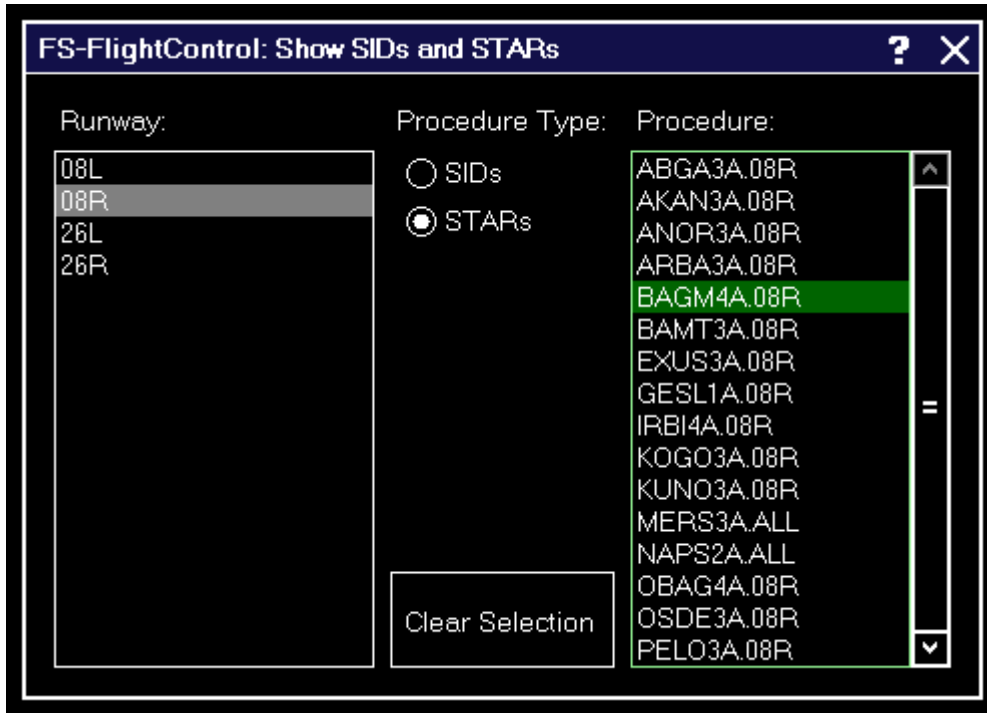 FS-FlightControl: Show SIDs and STARs
?
Runway:
08L
08R
26L
26R
Procedure Type:
SIDs
STARs
Clear Selection
Procedure:
ABGA3A.08R
AKAN3A.08R
ANOR3A.08R
ARBA3A.08R
BAGM4A.08R
BAMT3A.08R
EXUS3A.08R
GESL1A.08R
IRBI4A.08R
KOGO3A.08R
KUNO3A.08R
MERS3A.ALL
NAPS2A.ALL
OBAG4A.08R
OSDE3A.08R
PELO3A.08R